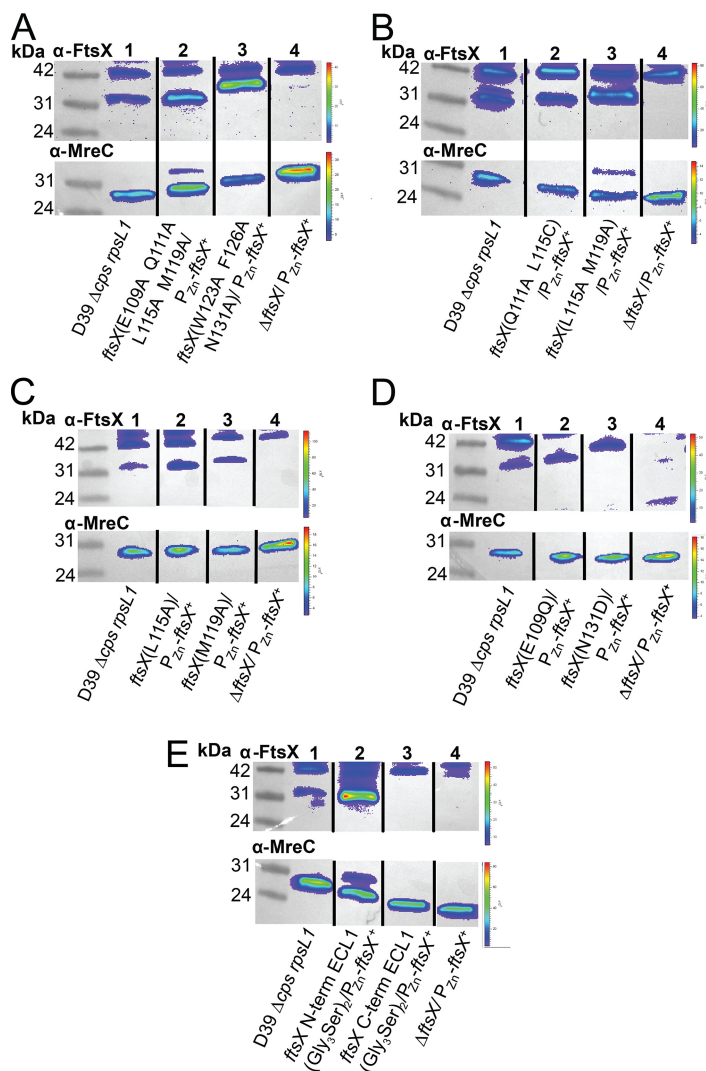 A
kDa α-FtsX 1 2 3 4
42
31
24
α-MreC
31
24
D39 Δcps rpsL1
ftsX(E109A Q111A
L115A M119A/
PZn-ftsX+
ftsX(W123A F126A
N131A)/ PZn-ftsX+
ΔftsX/ PZn-ftsX+
B
kDa α-FtsX 1 2 3 4
42
31
24
α-MreC
31
24
D39 Δcps rpsL1
ftsX(Q111A L115C)
/PZn-ftsX+
ftsX(L115A M119A)
/PZn-ftsX+
ΔftsX/ PZn-ftsX+
C
kDa α-FtsX 1 2 3 4
42
31
24
α-MreC
31
24
D39 Δcps rpsL1
ftsX(L115A)/
PZn-ftsX+
ftsX(M119A)/
PZn-ftsX+
ΔftsX/ PZn-ftsX+
D
kDa α-FtsX 1 2 3 4
42
31
24
α-MreC
31
24
D39 Δcps rpsL1
ftsX(E109Q)/
PZn-ftsX+
ftsX(N131D)/
PZn-ftsX+
ΔftsX/ PZn-ftsX+
E
kDa α-FtsX 1 2 3 4
42
31
24
α-MreC
31
24
D39 Δcps rpsL1
ftsX N-term ECL1
(Gly3Ser)2/PZn-ftsX+
ftsX C-term ECL1
(Gly3Ser)2/PZn-ftsX+
ΔftsX/ PZn-ftsX+